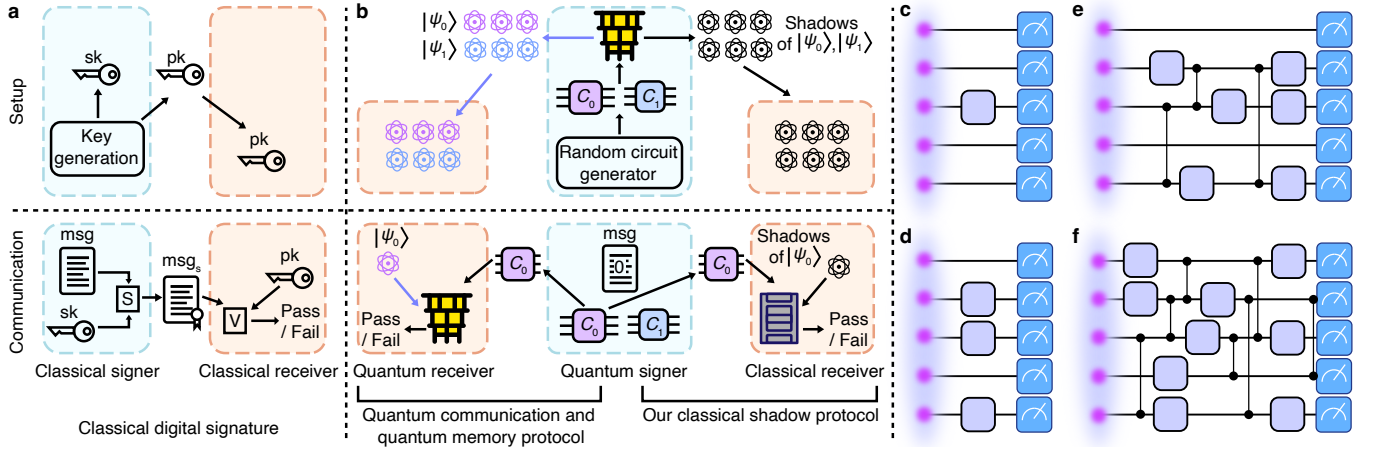 a
Setup
sk
pk
Key
generation
pk
Communication
msg
sk
S
msgs
V
pk
Pass
/ Fail
Classical signer
Classical receiver
Classical digital signature
b
|ψ0⟩
|ψ1⟩
Shadows
of |ψ0⟩,|ψ1⟩
C0
C1
Random circuit
generator
|ψ0⟩
Pass
/ Fail
C0
msg
0
C0
C1
C0
Shadows
of |ψ0⟩
Pass
/ Fail
Quantum receiver
Quantum signer
Classical receiver
Quantum communication and
quantum memory protocol
Our classical shadow protocol
c
d
e
f